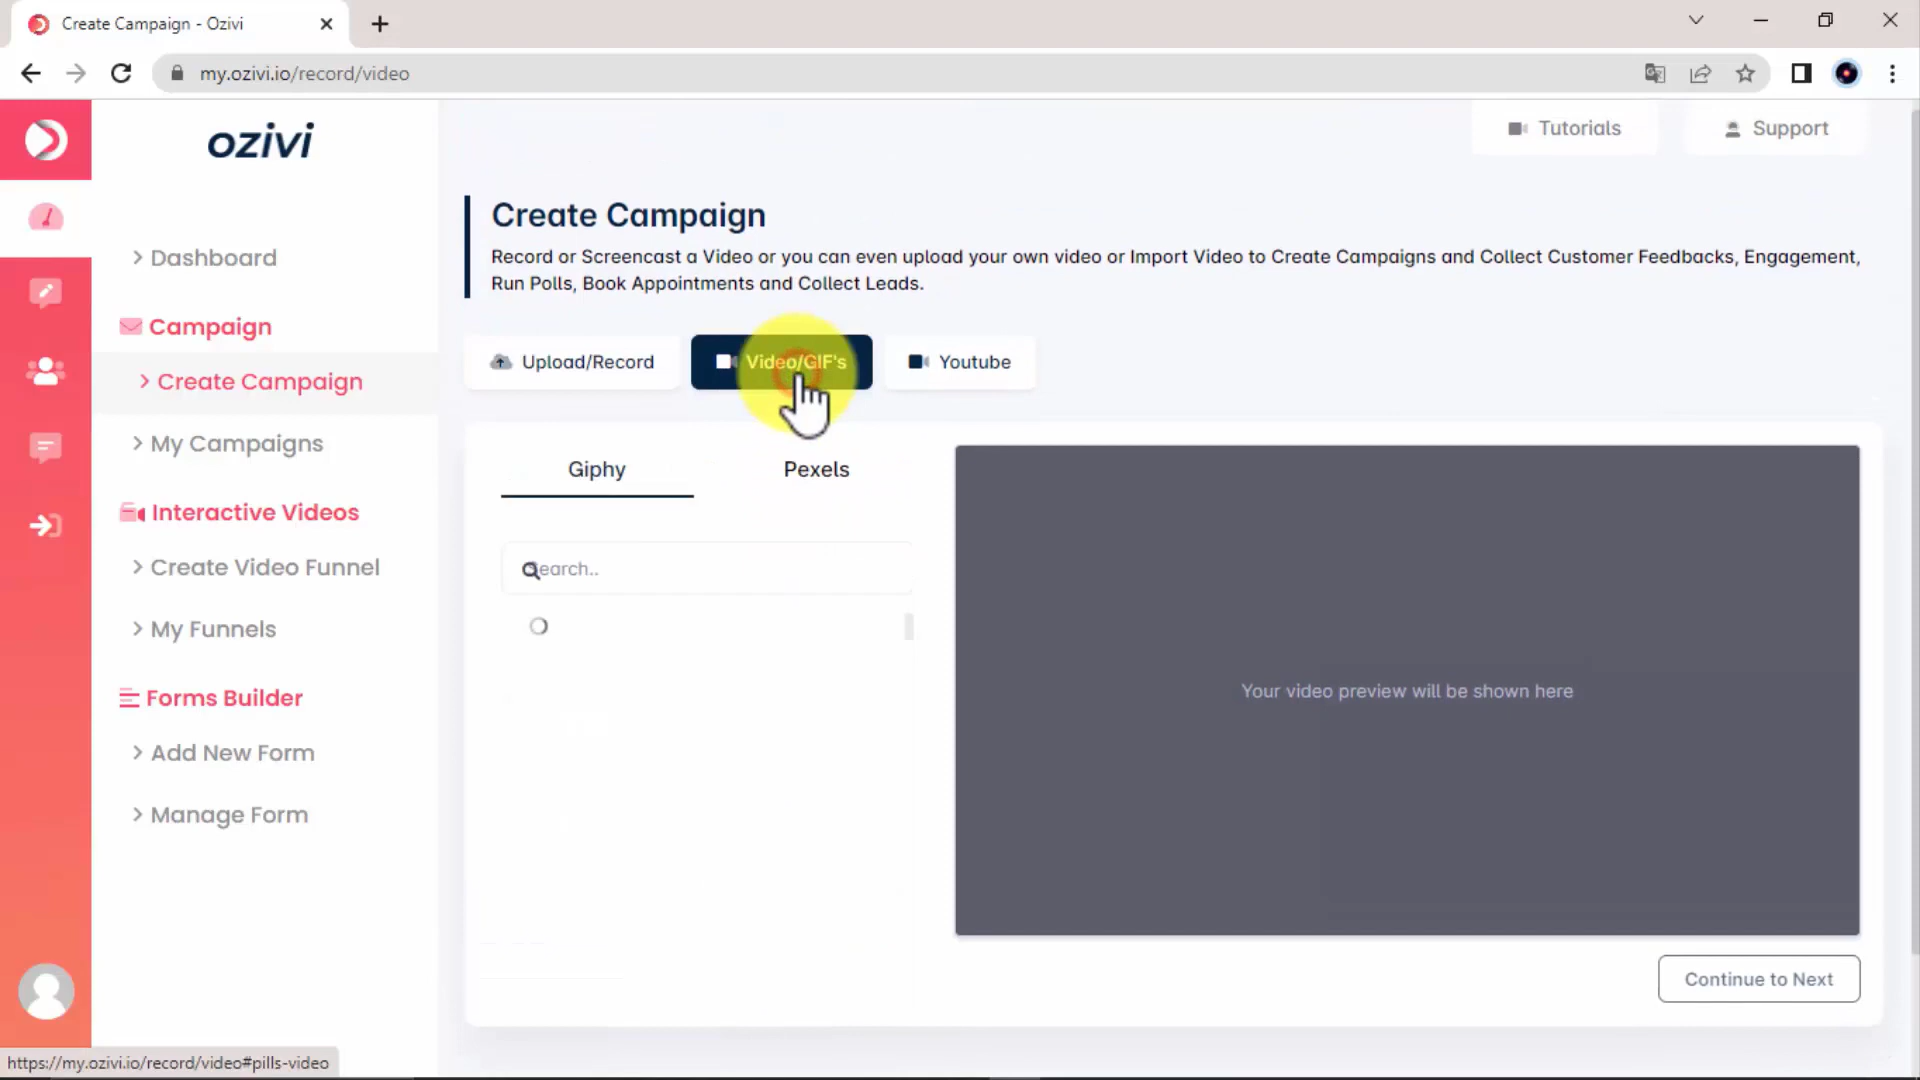 Create Campaign - Ozivi
my.ozivi.io/record/video
ozivi
Tutorials
Support
Create Campaign
Record or Screencast a Video or you can even upload your own video or Import Video to Create Campaigns and Collect Customer Feedbacks, Engagement,
Run Polls, Book Appointments and Collect Leads.
Dashboard
Campaign
Create Campaign
My Campaigns
Interactive Videos
Create Video Funnel
My Funnels
Forms Builder
Add New Form
Manage Form
Upload/Record
Video/GIF's
Youtube
Giphy
Pexels
Search..
Your video preview will be shown here
Continue to Next
https://my.ozivi.io/record/video#pills-video